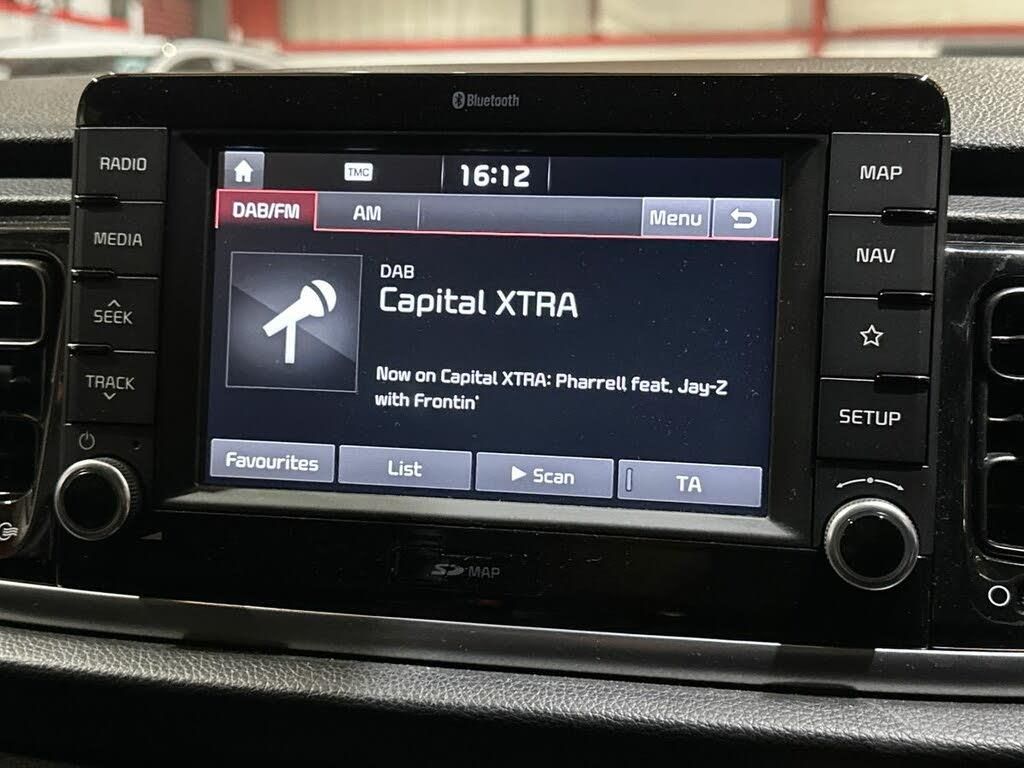 Bluetooth
RADIO
MEDIA
SEEK
TRACK
TMC
16:12
DAB/FM
AM
Menu
DAB
Capital XTRA
Now on Capital XTRA: Pharrell feat. Jay-Z
with Frontin'
Favourites
List
Scan
TA
MAP
NAV
SETUP
SD MAP